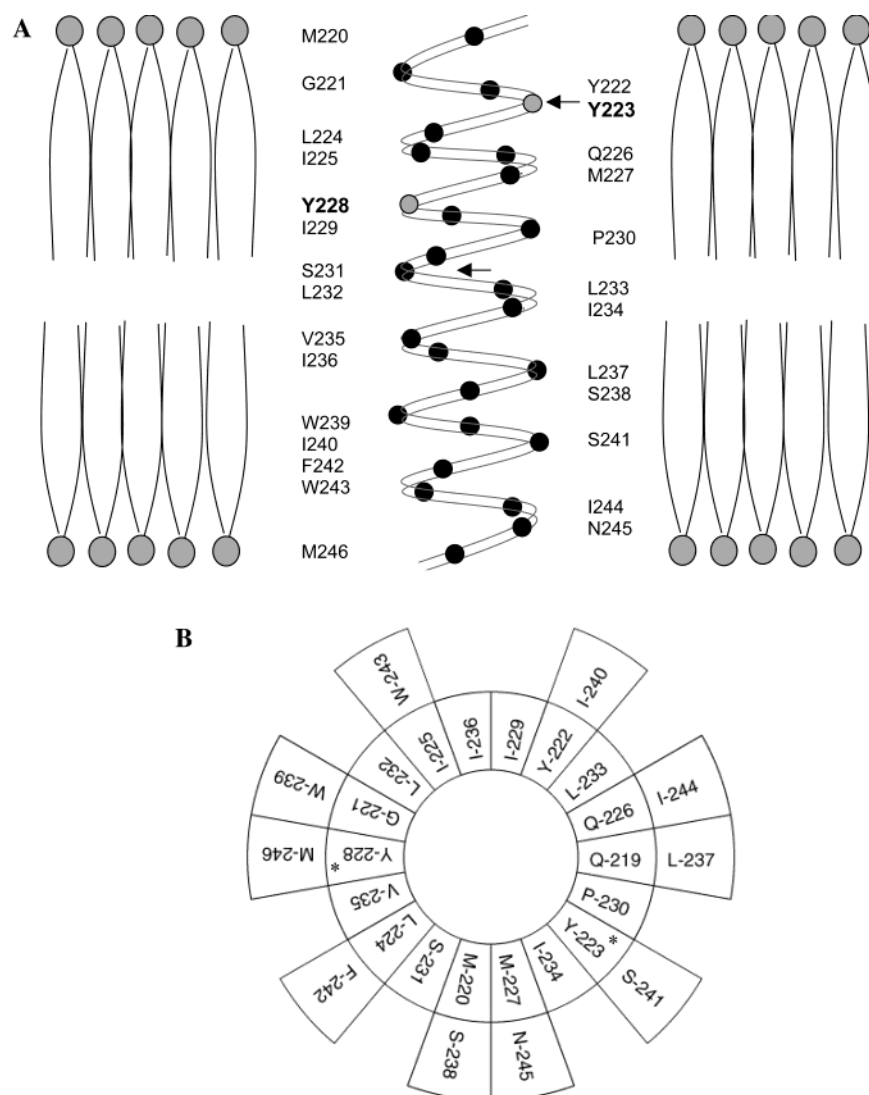 A
M220
G221
Y222
Y223
L224
I225
Q226
M227
Y228
I229
P230
S231
L232
L233
I234
V235
I236
L237
S238
W239
I240
F242
W243
S241
I244
N245
M246
B
W-243
I-240
I-225
I-236
I-229
Y-222
L-232
L-233
W-239
G-221
Q-226
I-244
M-246
Y-228
*
Q-219
L-237
V-235
P-230
L-224
Y-223
*
F-242
S-231
M-220
M-227
I-234
S-241
S-238
N-245